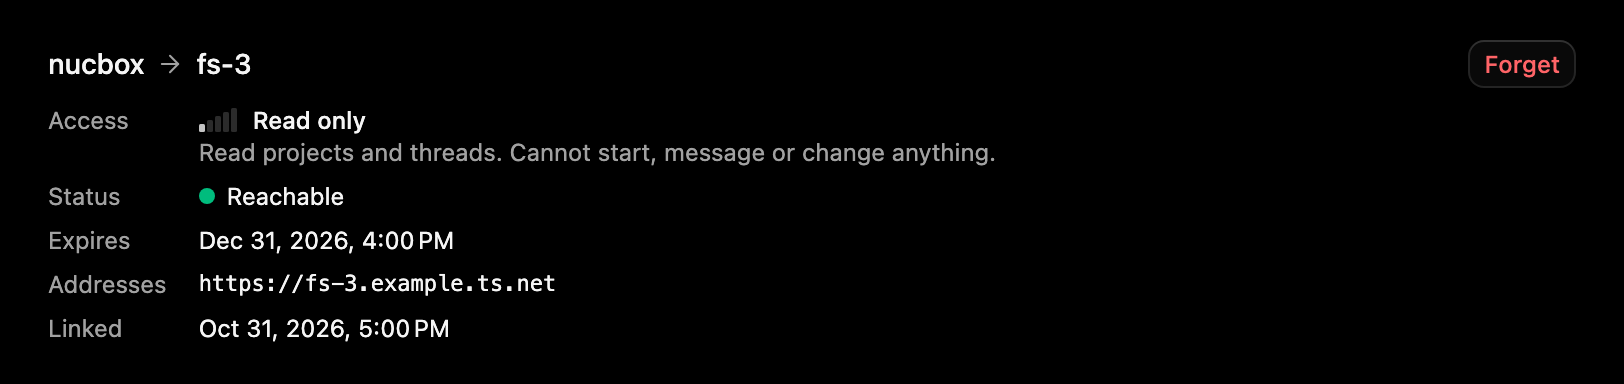 nucbox → fs-3
Forget
Access
Read only
Read projects and threads. Cannot start, message or change anything.
Status
Reachable
Expires
Dec 31, 2026, 4:00 PM
Addresses
https://fs-3.example.ts.net
Linked
Oct 31, 2026, 5:00 PM